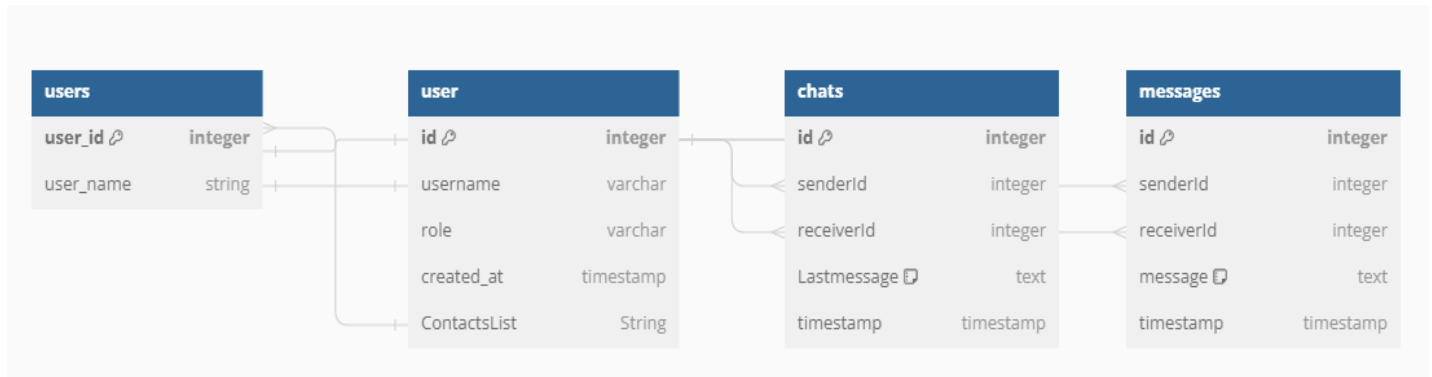 users
user_id integer
user_name string
user
id integer
username varchar
role varchar
created_at timestamp
ContactsList String
chats
id integer
senderId integer
receiverId integer
Lastmessage text
timestamp timestamp
messages
id integer
senderId integer
receiverId integer
message text
timestamp timestamp